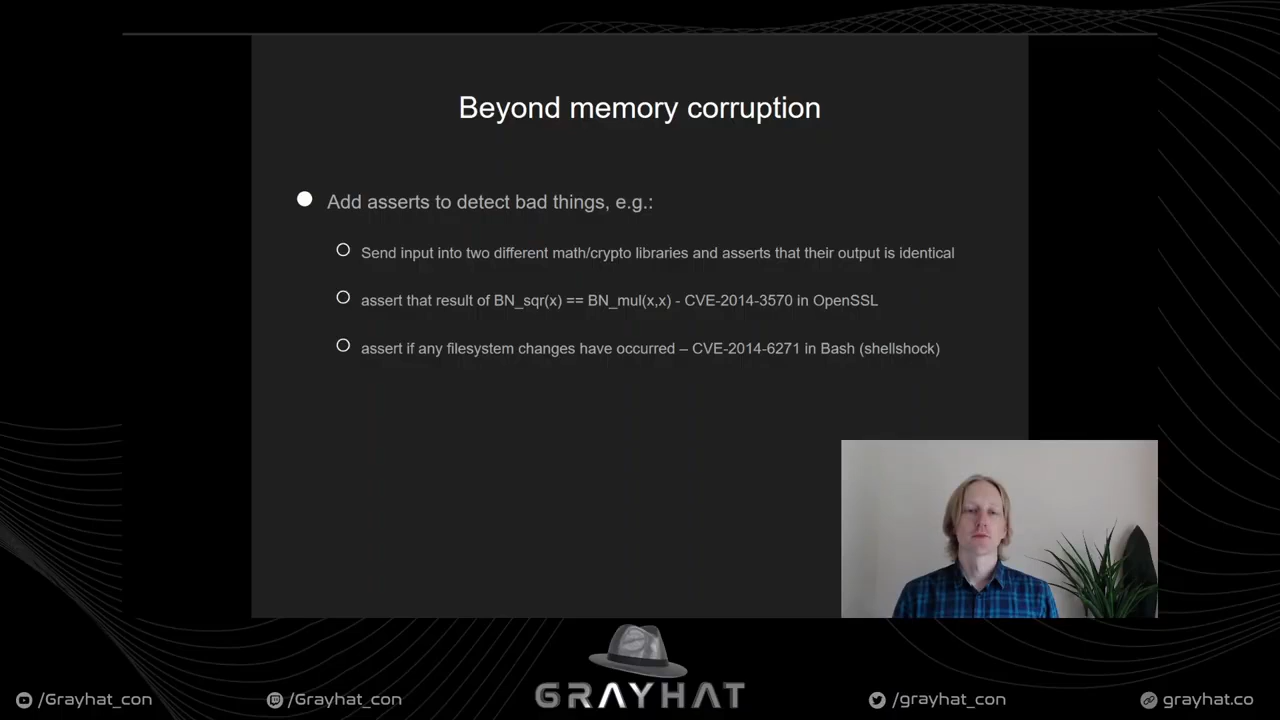 Beyond memory corruption
Add asserts to detect bad things, e.g.:
Send input into two different math/crypto libraries and asserts that their output is identical
assert that result of BN_sqr(x) == BN_mul(x,x) - CVE-2014-3570 in OpenSSL
assert if any filesystem changes have occurred – CVE-2014-6271 in Bash (shellshock)
GRAYHAT
/Grayhat_con
/Grayhat_con
/grayhat_con
grayhat.co